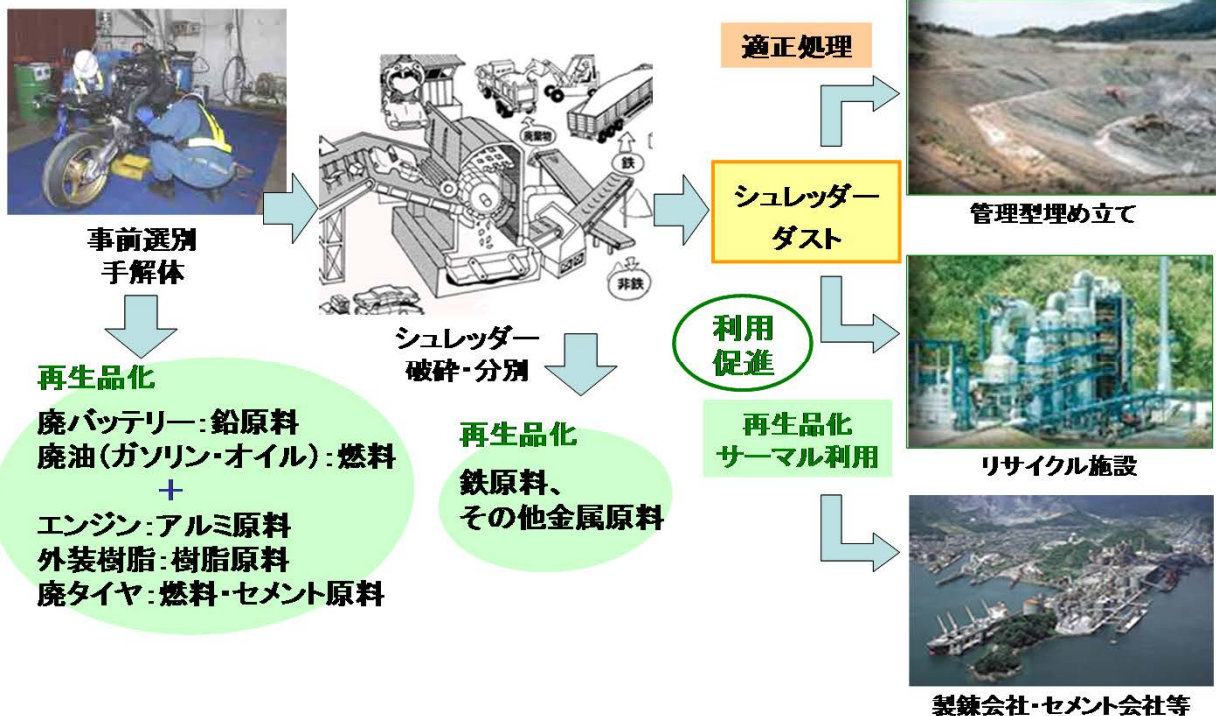 事前選別
手解体
再生品化
廃バッテリー：鉛原料
廃油（ガソリン・オイル）：燃料
＋
エンジン：アルミ原料
外装樹脂：樹脂原料
廃タイヤ：燃料・セメント原料
廃棄物
鉄
非鉄
シュレッダー
破砕・分別
再生品化
鉄原料、
その他金属原料
適正処理
シュレッダー
ダスト
利用
促進
再生品化
サーマル利用
管理型埋め立て
リサイクル施設
製錬会社・セメント会社等